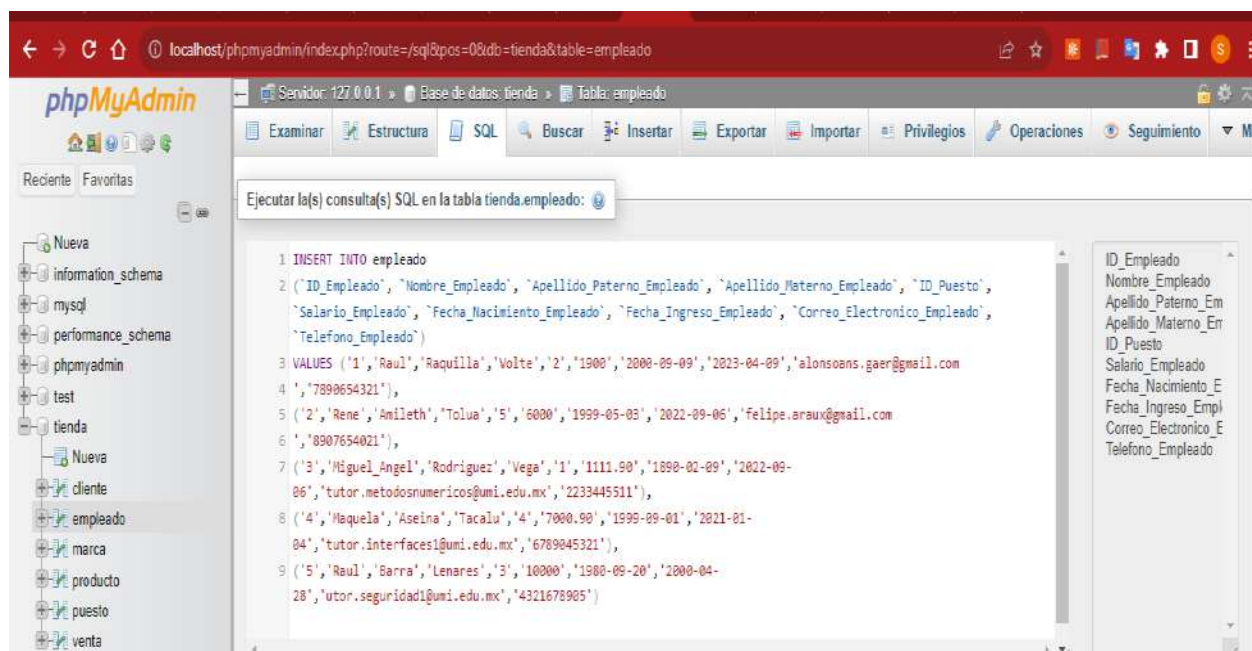 localhost/phpmyadmin/index.php?route=/sql&pos=0&db=tienda&table=empleado
S
phpMyAdmin
Reciente Favoritas
Nueva
information_schema
mysql
performance_schema
phpmyadmin
test
tienda
Nueva
cliente
empleado
marca
producto
puesto
venta
Servidor: 127.0.0.1 » Base de datos: tienda » Tabla: empleado
Examinar Estructura SQL Buscar Insertar Exportar Importar Privilegios Operaciones Seguimiento M
Ejecutar la(s) consulta(s) SQL en la tabla tienda.empleado:
1 INSERT INTO empleado
2 (`ID_Empleado`, `Nombre_Empleado`, `Apellido_Paterno_Empleado`, `Apellido_Materno_Empleado`, `ID_Puesto`,
`Salario_Empleado`, `Fecha_Nacimiento_Empleado`, `Fecha_Ingreso_Empleado`, `Correo_Electronico_Empleado`,
`Telefono_Empleado`)
3 VALUES ('1','Raul','Raquilla','Volte','2','1900','2000-09-09','2023-04-09','alonsoans.gaer@gmail.com
4 ','7890654321'),
5 ('2','Rene','Amileth','Tolua','5','6000','1999-05-03','2022-09-06','felipe.araux@gmail.com
6 ','8907654021'),
7 ('3','Miguel_Angel','Rodriguez','Vega','1','1111.90','1890-02-09','2022-09-
06','tutor.metodosnumericos@umi.edu.mx','2233445511'),
8 ('4','Maquela','Aseina','Tacalu','4','7000.90','1999-09-01','2021-01-
04','tutor.interfaces1@umi.edu.mx','6789045321'),
9 ('5','Raul','Barra','Lenares','3','10000','1980-09-20','2000-04-
28','utor.seguridad1@umi.edu.mx','4321678905')
ID_Empleado
Nombre_Empleado
Apellido_Paterno_Em
Apellido_Materno_Em
ID_Puesto
Salario_Empleado
Fecha_Nacimiento_E
Fecha_Ingreso_Empl
Correo_Electronico_E
Telefono_Empleado